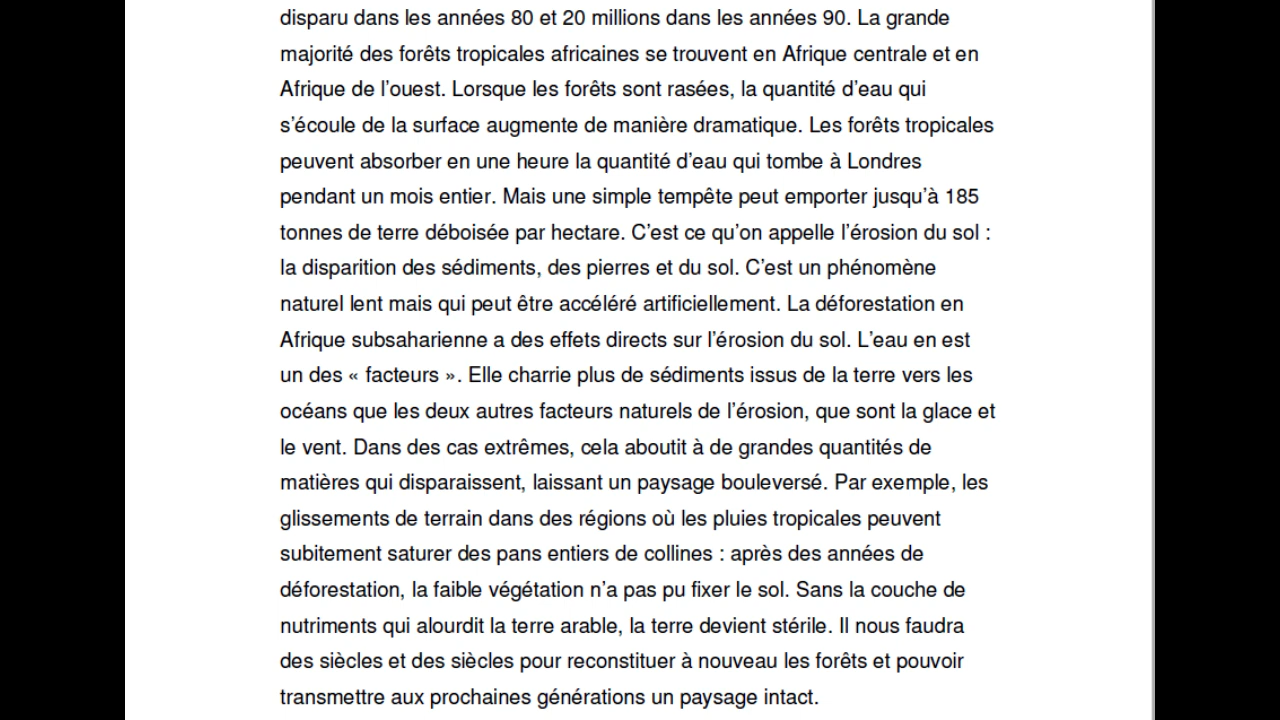 disparu dans les années 80 et 20 millions dans les années 90. La grande
majorité des forêts tropicales africaines se trouvent en Afrique centrale et en
Afrique de l’ouest. Lorsque les forêts sont rasées, la quantité d’eau qui
s’écoule de la surface augmente de manière dramatique. Les forêts tropicales
peuvent absorber en une heure la quantité d’eau qui tombe à Londres
pendant un mois entier. Mais une simple tempête peut emporter jusqu’à 185
tonnes de terre déboisée par hectare. C’est ce qu’on appelle l’érosion du sol :
la disparition des sédiments, des pierres et du sol. C’est un phénomène
naturel lent mais qui peut être accéléré artificiellement. La déforestation en
Afrique subsaharienne a des effets directs sur l’érosion du sol. L’eau en est
un des « facteurs ». Elle charrie plus de sédiments issus de la terre vers les
océans que les deux autres facteurs naturels de l’érosion, que sont la glace et
le vent. Dans des cas extrêmes, cela aboutit à de grandes quantités de
matières qui disparaissent, laissant un paysage bouleversé. Par exemple, les
glissements de terrain dans des régions où les pluies tropicales peuvent
subitement saturer des pans entiers de collines : après des années de
déforestation, la faible végétation n’a pas pu fixer le sol. Sans la couche de
nutriments qui alourdit la terre arable, la terre devient stérile. Il nous faudra
des siècles et des siècles pour reconstituer à nouveau les forêts et pouvoir
transmettre aux prochaines générations un paysage intact.